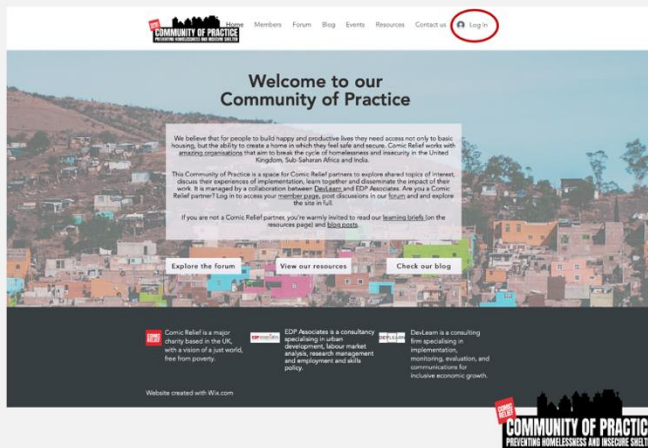 COMIC
RELIEF
COMMUNITY OF PRACTICE
PREVENTING HOMELESSNESS AND INSECURE SHELTER
Home Members Forum Blog Events Resources Contact us Log In
Welcome to our
Community of Practice
We believe that for people to build happy and productive lives they need access not only to basic
housing, but the ability to create a home in which they feel safe and secure. Comic Relief works with
amazing organisations that aim to break the cycle of homelessness and insecurity in the United
Kingdom, Sub-Saharan Africa and India.
This Community of Practice is a space for Comic Relief partners to explore shared topics of interest,
discuss their experiences of implementation, learn together and disseminate the impact of their
work. It is managed by a collaboration between DevLearn and EDP Associates. Are you a Comic
Relief partner? Log in to access your member page, post discussions in our forum and and explore
the site in full.
If you are not a Comic Relief partner, you're warmly invited to read our learning briefs (on the
resources page) and blog posts.
Explore the forum
View our resources
Check our blog
COMIC
RELIEF
Comic Relief is a major
charity based in the UK,
with a vision of a just world,
free from poverty.
EDP Associates is a consultancy
specialising in urban
development, labour market
analysis, research management
and employment and skills
policy.
DEVLEARN
DevLearn is a consulting
firm specialising in
implementation,
monitoring, evaluation, and
communications for
inclusive economic growth.
Website created with Wix.com
COMIC
RELIEF
COMMUNITY OF PRACTIC
PREVENTING HOMELESSNESS AND INSECURE SHELT